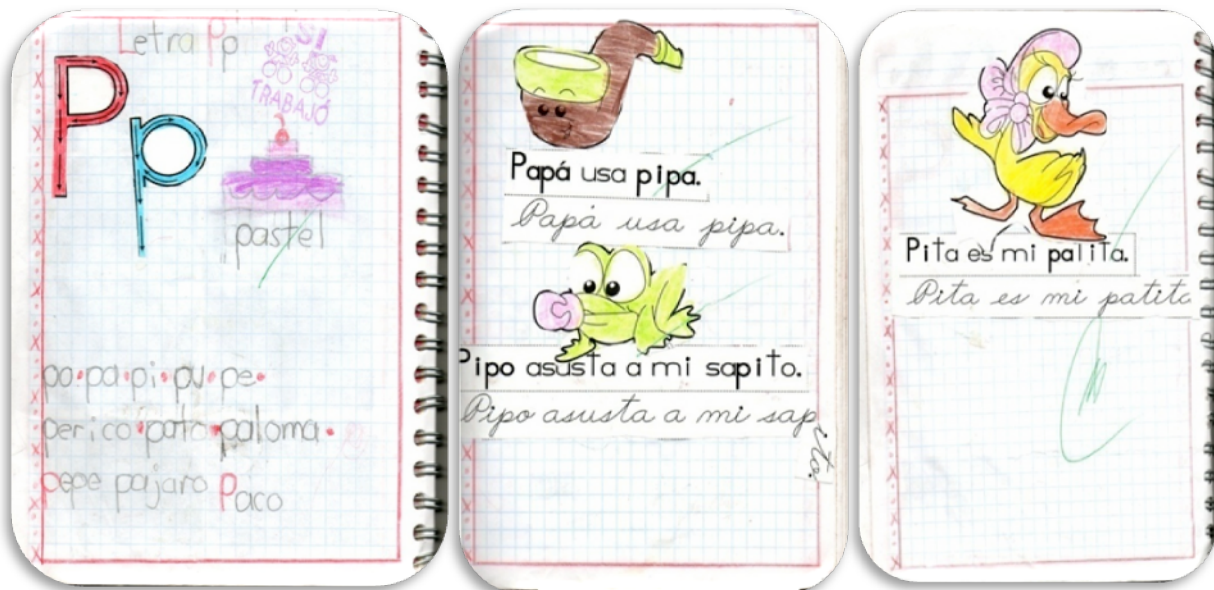 Letra Pp
SI
TRABAJÓ
P
p
pastel
po•pa•pi•pu•pe•
perico•pato•paloma•
pepe pajaro Paco
Papá usa pipa.
Papá usa pipa.
Pipo asusta a mi sapito.
Pipo asusta a mi sapito.
Pita es mi patita.
Pita es mi patita